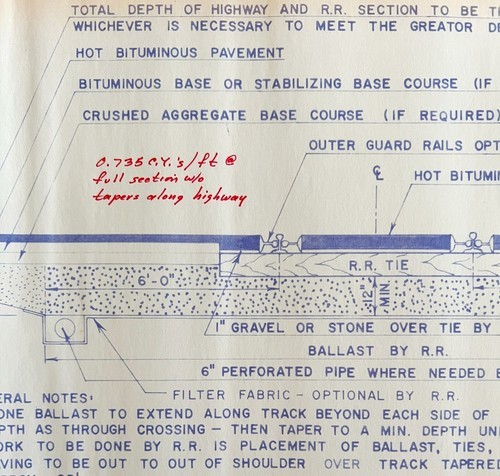 TOTAL DEPTH OF HIGHWAY AND R.R. SECTION TO BE
WHICHEVER IS NECESSARY TO MEET THE GREATOR
HOT BITUMINOUS PAVEMENT
BITUMINOUS BASE OR STABILIZING BASE COURSE (IF
CRUSHED AGGREGATE BASE COURSE (IF REQUIRED)
0.735 C.Y.'s/ft @
full section w/o
tapers along highway
OUTER GUARD RAILS OPT
℄
HOT BITUMIN
R.R. TIE
6'-0"
12"
MIN.
1" GRAVEL OR STONE OVER TIE BY
BALLAST BY R.R.
6" PERFORATED PIPE WHERE NEEDED
FILTER FABRIC - OPTIONAL BY R.R.
ERAL NOTES:
ONE BALLAST TO EXTEND ALONG TRACK BEYOND EACH SIDE OF
PTH AS THROUGH CROSSING - THEN TAPER TO A MIN. DEPTH UN
ORK TO BE DONE BY R.R. IS PLACEMENT OF BALLAST, TIES,
VING TO BE OUT TO OUT OF SHOULDER OVER TRACK TAPERE